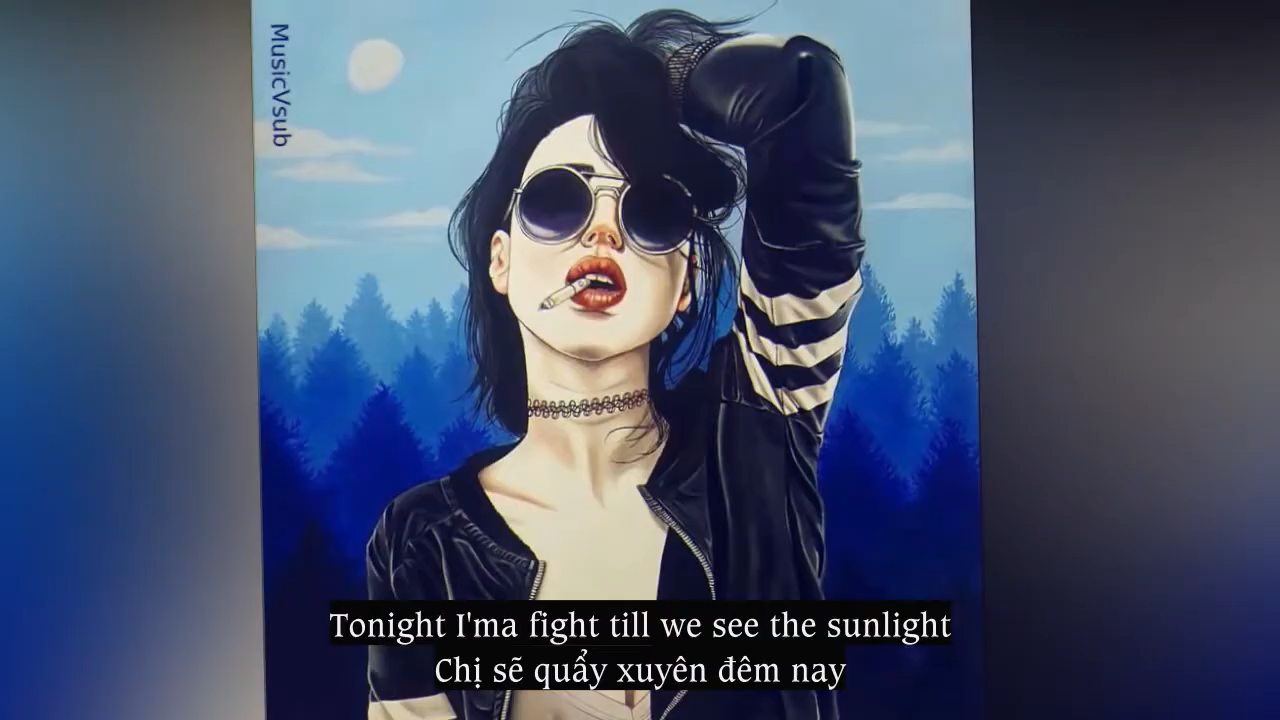 MusicVsub
Tonight I'ma fight till we see the sunlight
Chị sẽ quẩy xuyên đêm nay